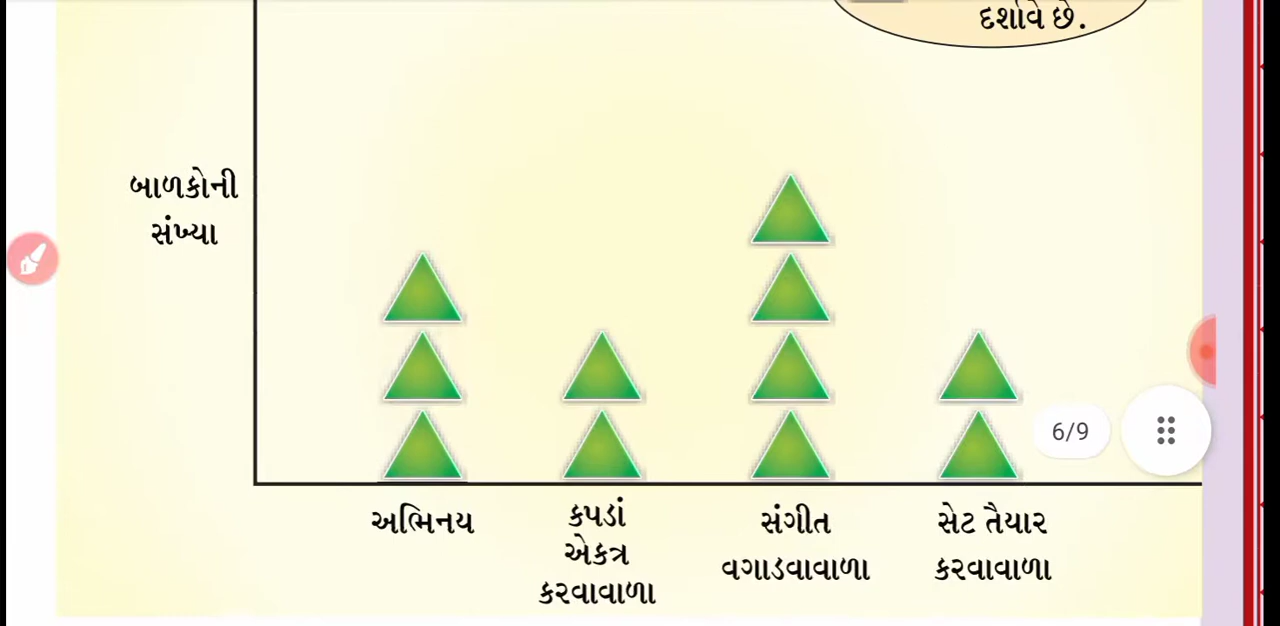 દર્શાવે છે.
બાળકોની
સંખ્યા
6/9
અભિનય
કપડાં
એકત્ર
કરવાવાળા
સંગીત
વગાડવાવાળા
સેટ તૈયાર
કરવાવાળા